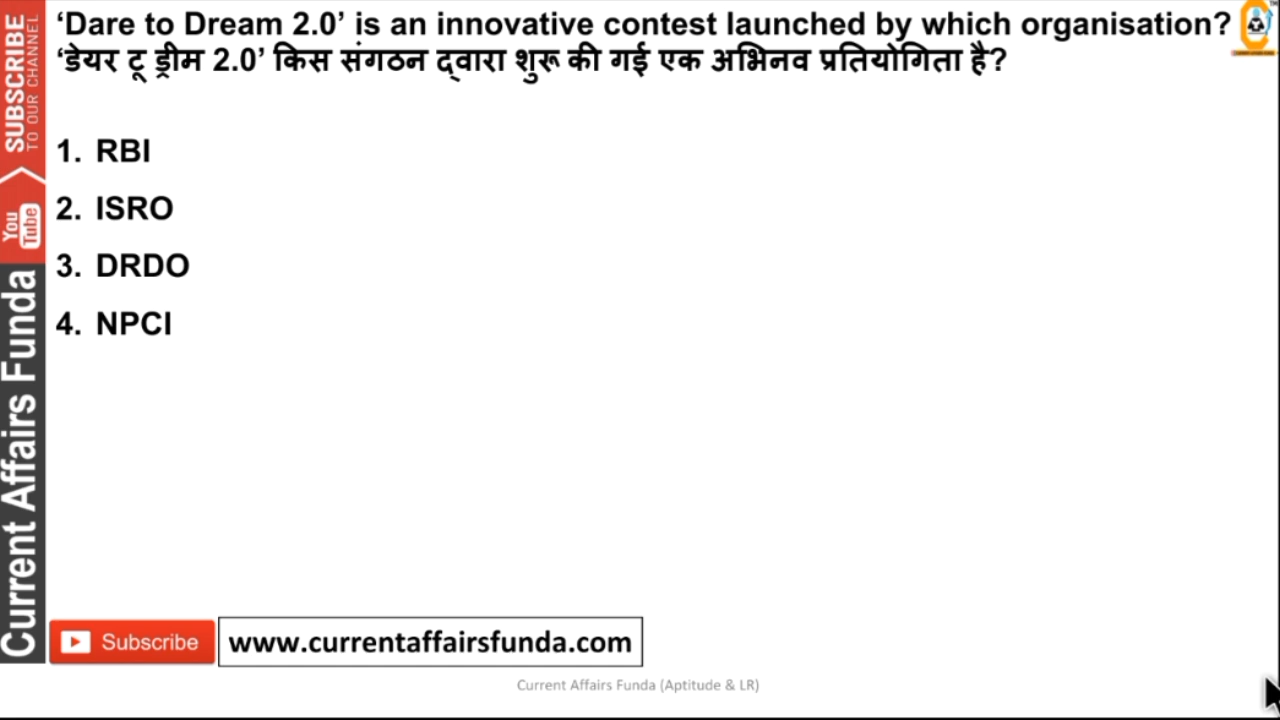 ‘Dare to Dream 2.0’ is an innovative contest launched by which organisation?
‘डेयर टू ड्रीम 2.0’ किस संगठन द्वारा शुरू की गई एक अभिनव प्रतियोगिता है?
1. RBI
2. ISRO
3. DRDO
4. NPCI
SUBSCRIBE
TO OUR CHANNEL
You
Tube
Current Affairs Funda
Subscribe
www.currentaffairsfunda.com
Current Affairs Funda (Aptitude & LR)